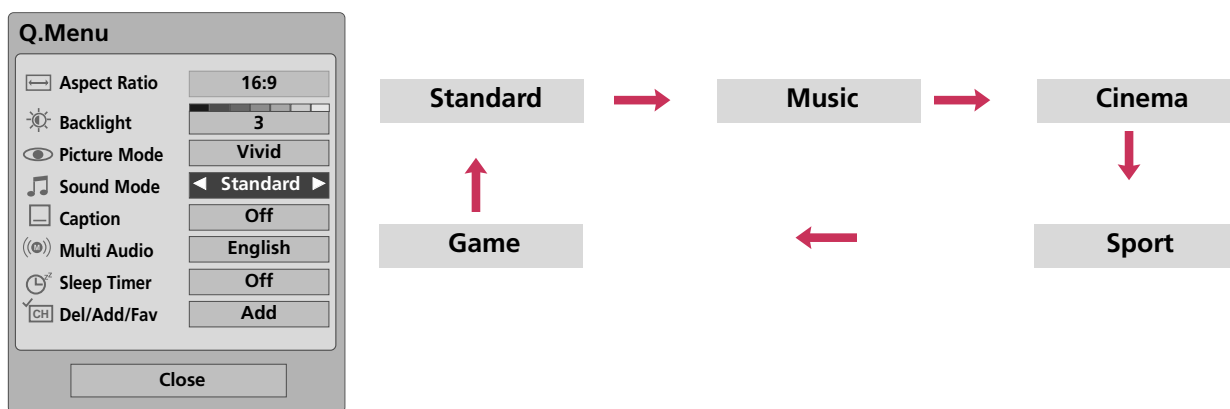 Q.Menu
Aspect Ratio 16:9
Backlight 3
Picture Mode Vivid
Sound Mode ◀ Standard ▶
Caption Off
Multi Audio English
Sleep Timer Off
CH Del/Add/Fav Add
Close
Standard Music Cinema
Game Sport